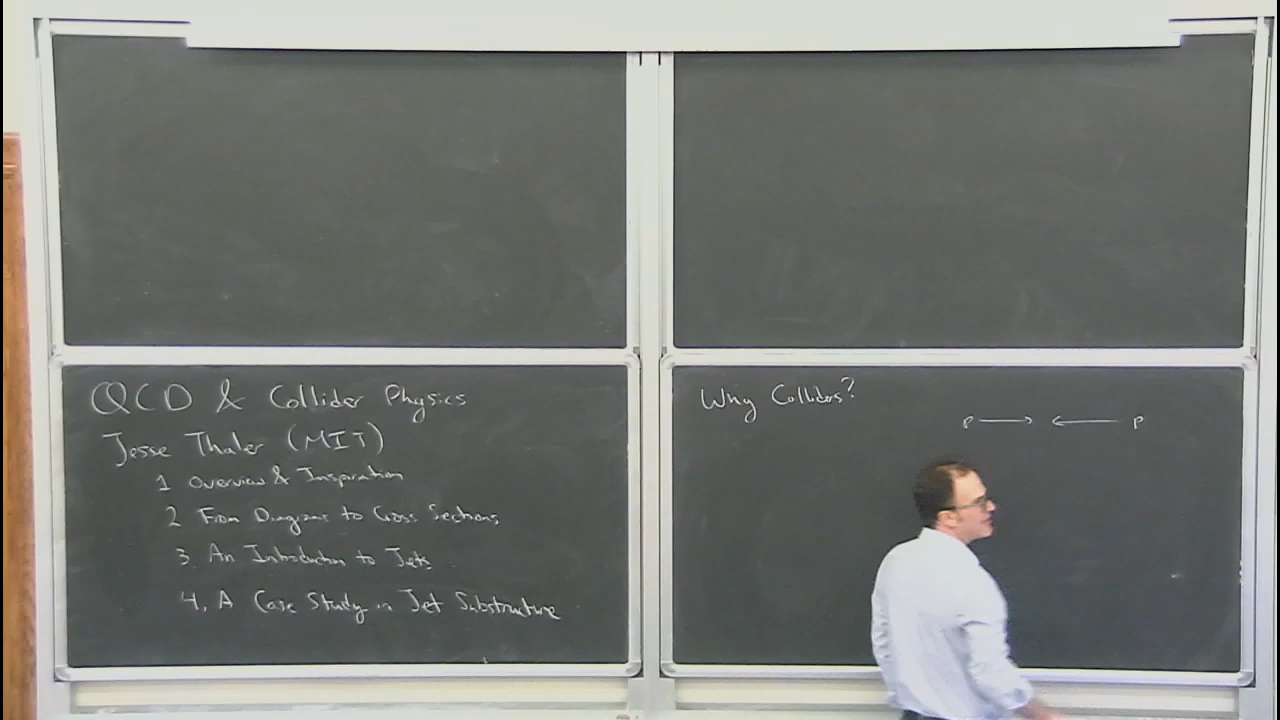 QCD & Collider Physics
Jesse Thaler (MIT)
1 Overview & Inspiration
2 From Diagrams to Cross Sections
3 An Introduction to Jets
4. A Case Study in Jet Substructure
Why Colliders?
P → ← P